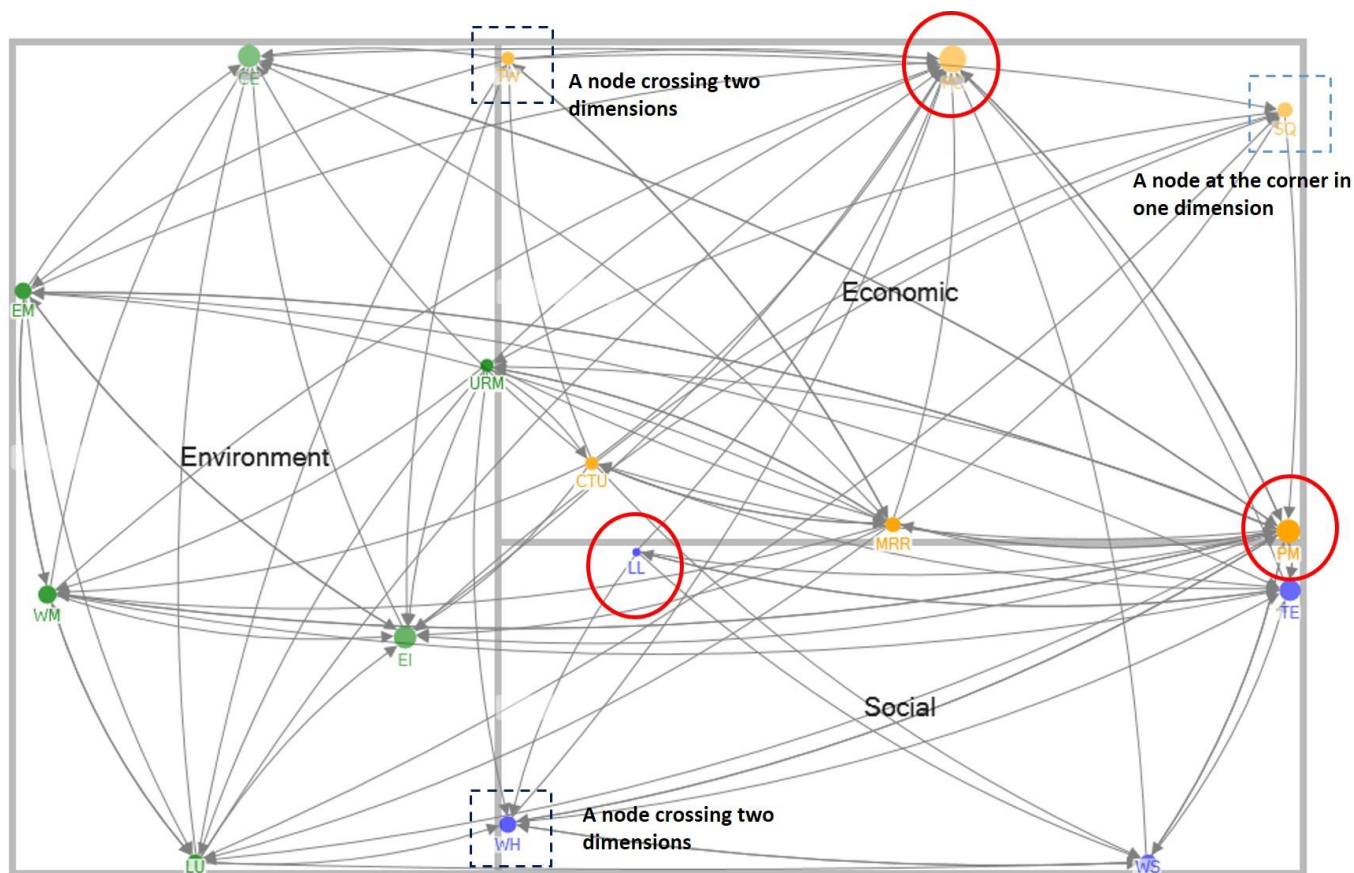 CE
TW
A node crossing two
dimensions
SQ
A node at the corner in
one dimension
EM
Economic
URM
Environment
CTU
MRR
PM
LL
TE
WM
EI
Social
A node crossing two
dimensions
WH
LU
WS